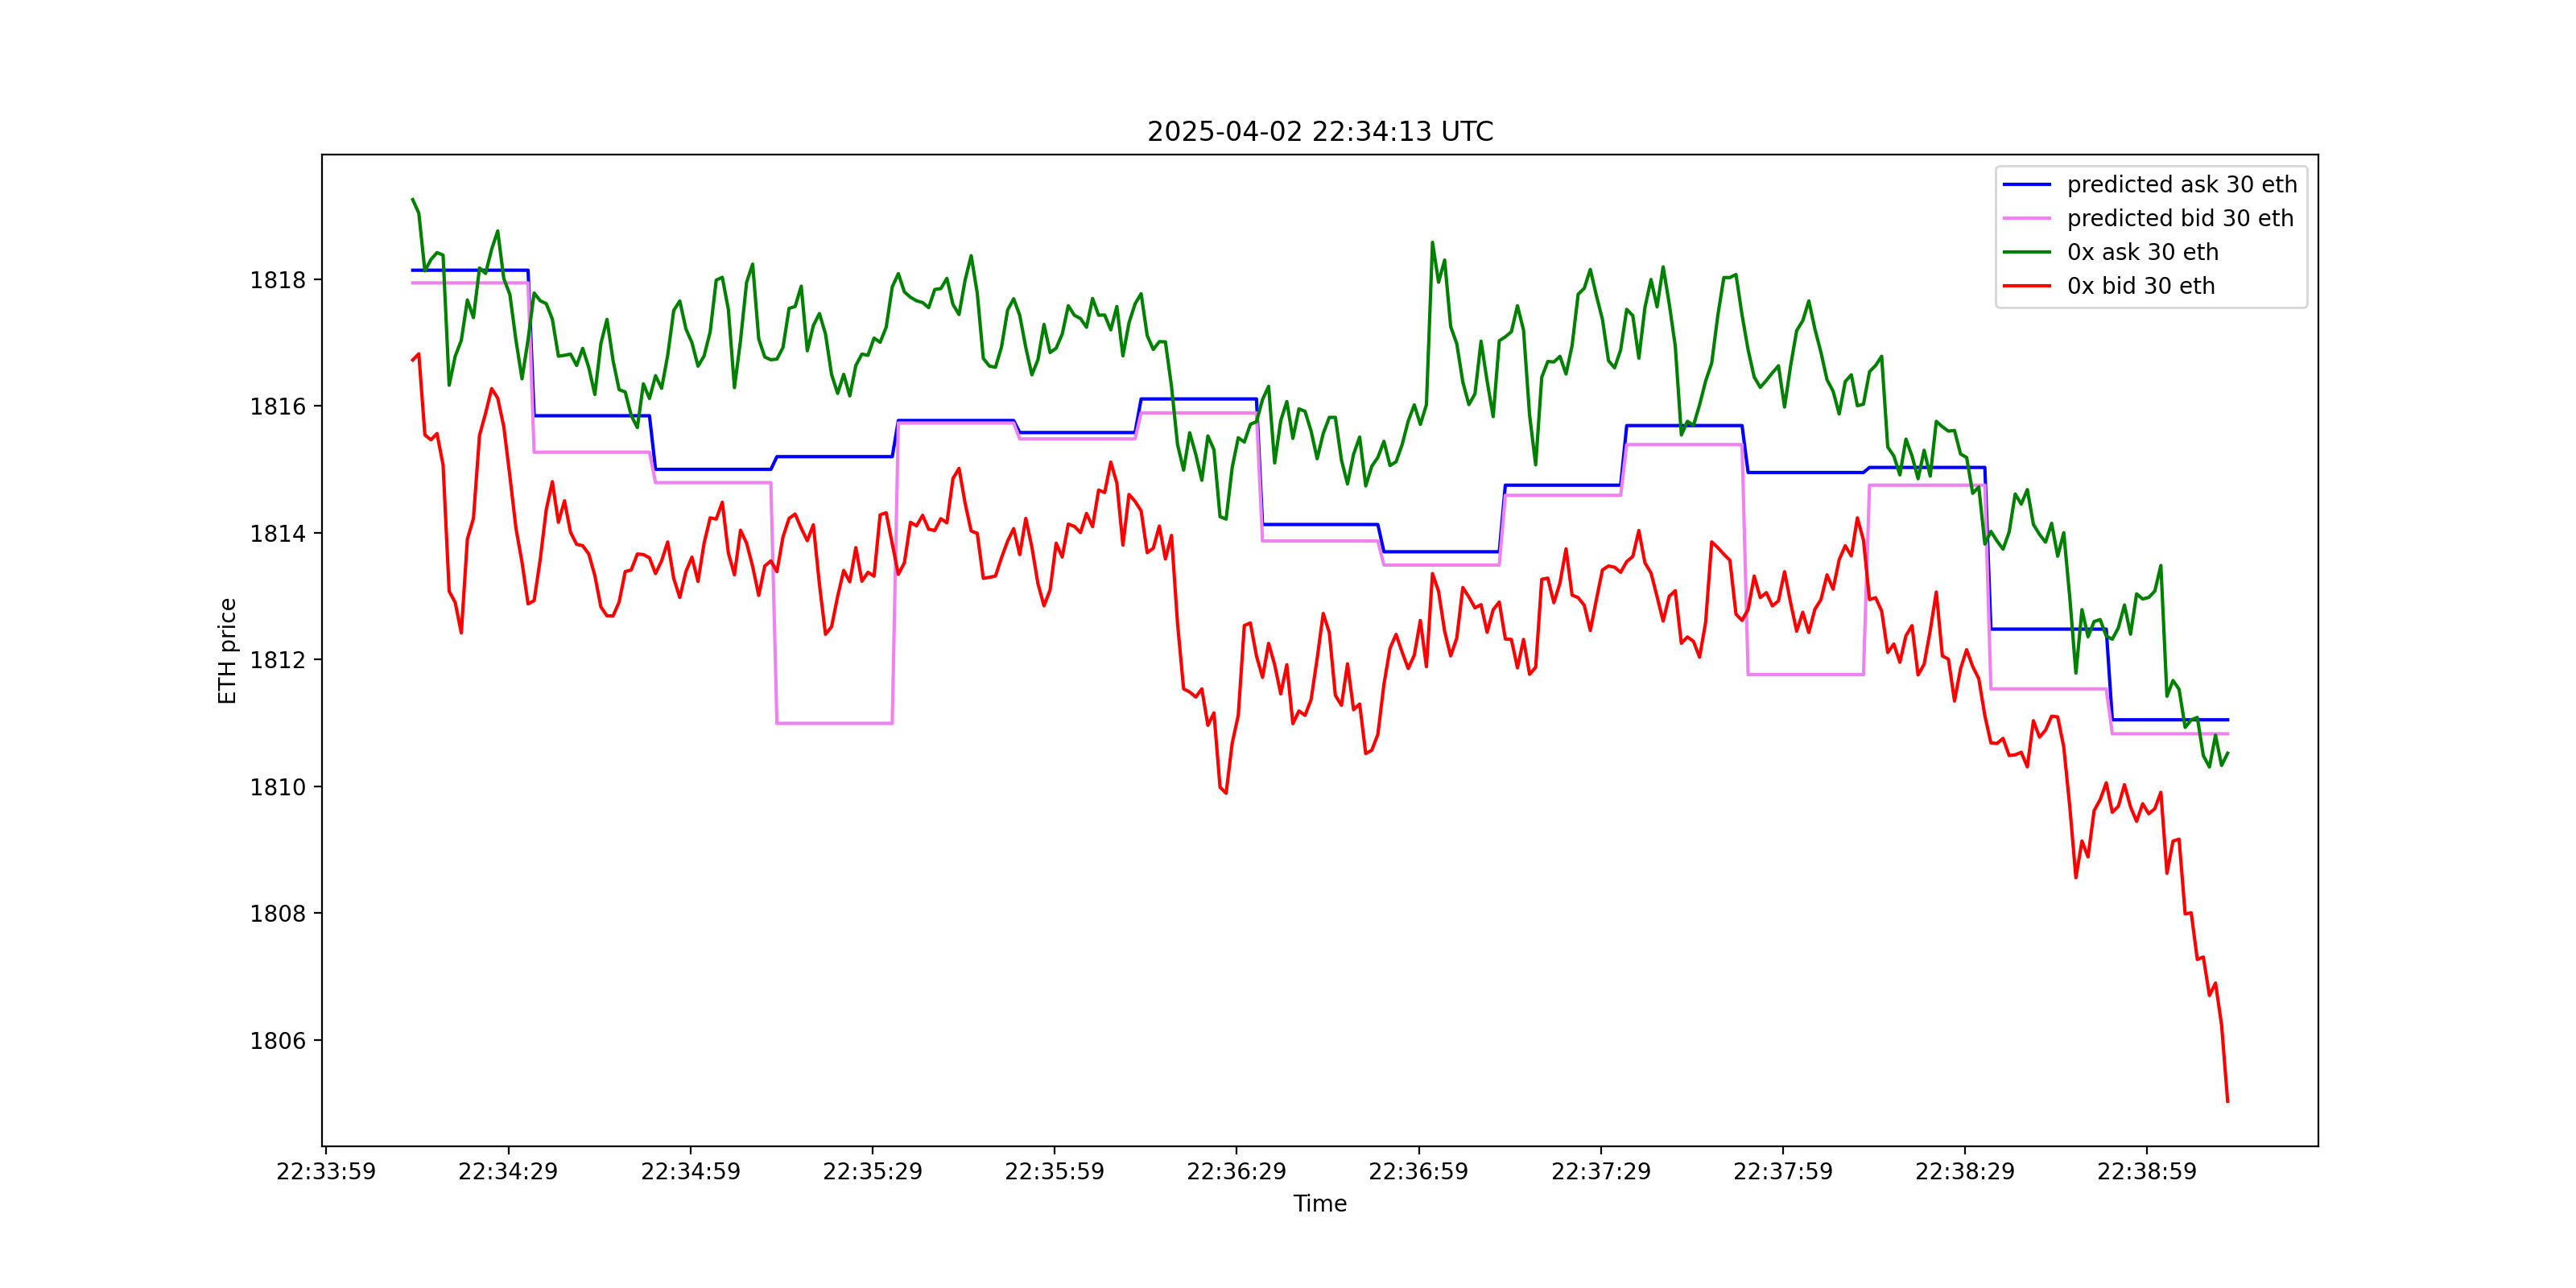 2025-04-02 22:34:13 UTC
predicted ask 30 eth
predicted bid 30 eth
0x ask 30 eth
0x bid 30 eth
1818
1816
1814
1812
1810
1808
1806
ETH price
22:33:59 22:34:29 22:34:59 22:35:29 22:35:59 22:36:29 22:36:59 22:37:29 22:37:59 22:38:29 22:38:59
Time